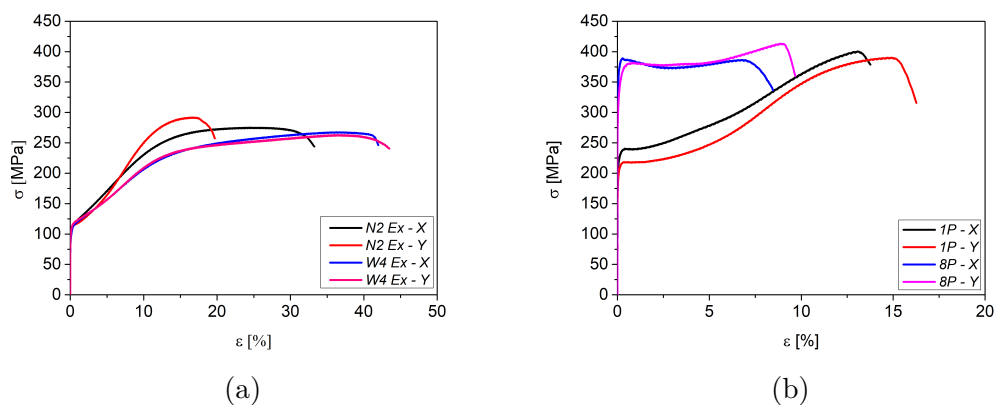 450
400
350
300
250
200
150
100
50
0
σ [MPa]
0 10 20 30 40 50
ε [%]
N2 Ex - X
N2 Ex - Y
W4 Ex - X
W4 Ex - Y
(a)
450
400
350
300
250
200
150
100
50
0
σ [MPa]
0 5 10 15 20
ε [%]
1P - X
1P - Y
8P - X
8P - Y
(b)